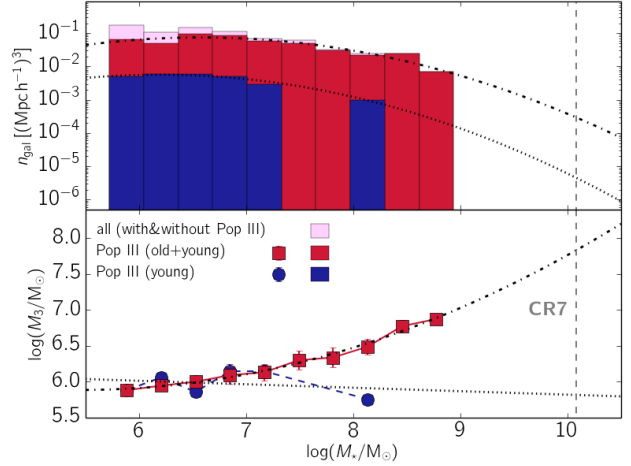 10⁻¹
10⁻²
10⁻³
10⁻⁴
10⁻⁵
10⁻⁶
n_gal [(Mpc h⁻¹)³]
all (with&without Pop III)
Pop III (old+young)
Pop III (young)
CR7
8.0
7.5
7.0
6.5
6.0
5.5
log(M₃/M⊙)
6 7 8 9 10
log(M⋆/M⊙)